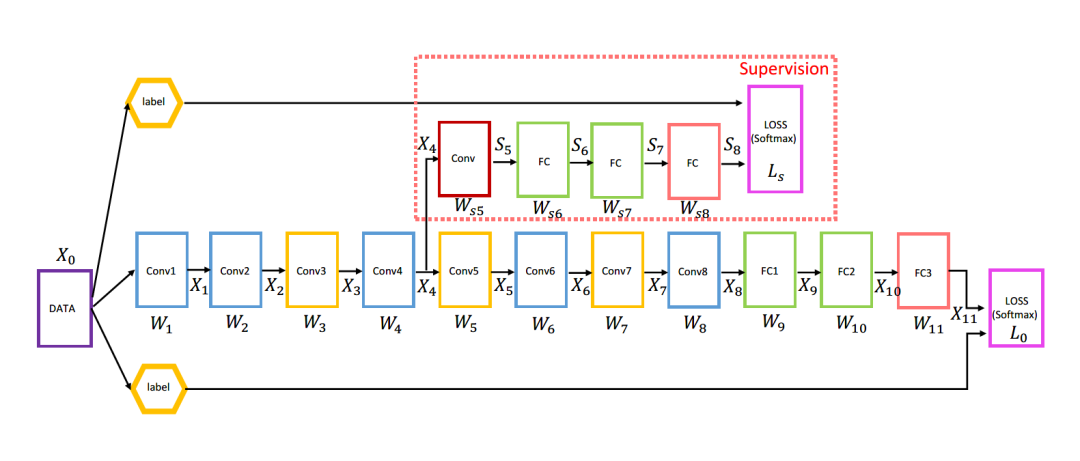 Supervision
label
LOSS
(Softmax)
L_s
X_4
Conv
S_5
FC
S_6
FC
S_7
FC
S_8
W_{s5}
W_{s6}
W_{s7}
W_{s8}
X_0
DATA
Conv1
X_1
Conv2
X_2
Conv3
X_3
Conv4
X_4
Conv5
X_5
Conv6
X_6
Conv7
X_7
Conv8
X_8
FC1
X_9
FC2
X_{10}
FC3
X_{11}
LOSS
(Softmax)
L_0
W_1
W_2
W_3
W_4
W_5
W_6
W_7
W_8
W_9
W_{10}
W_{11}
label